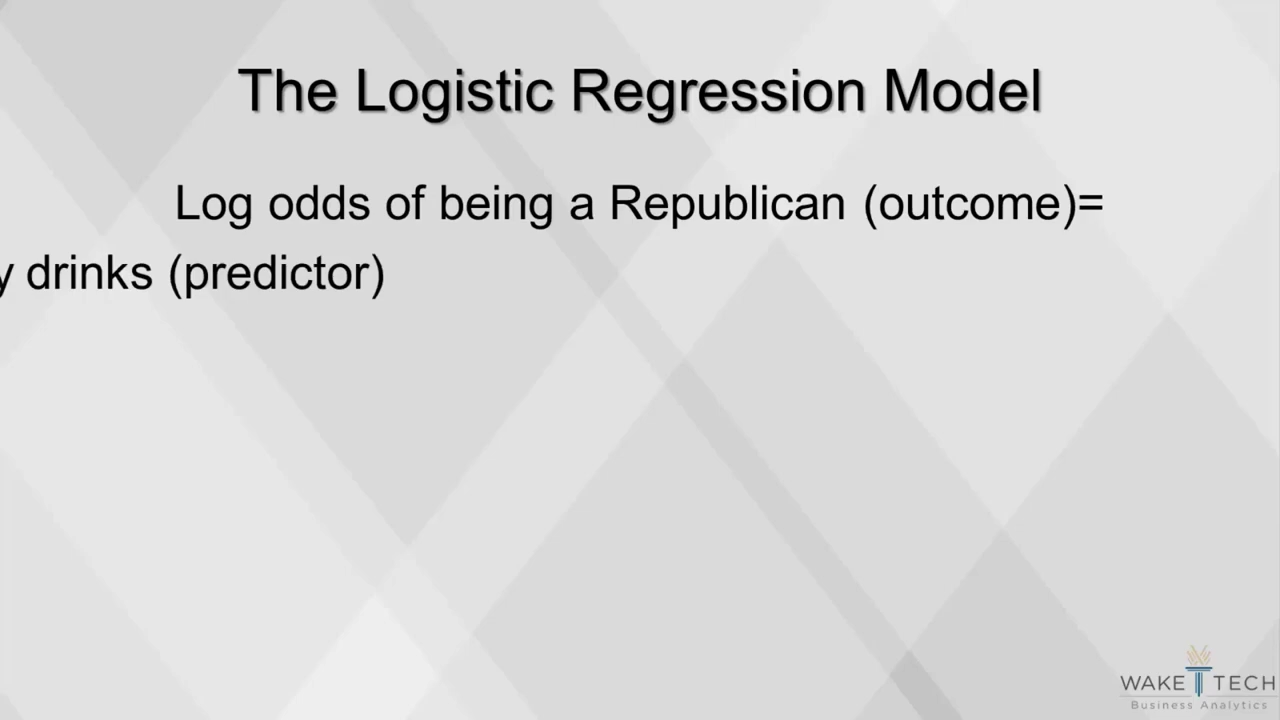 The Logistic Regression Model
Log odds of being a Republican (outcome)=
y drinks (predictor)
WAKE TECH
Business Analytics